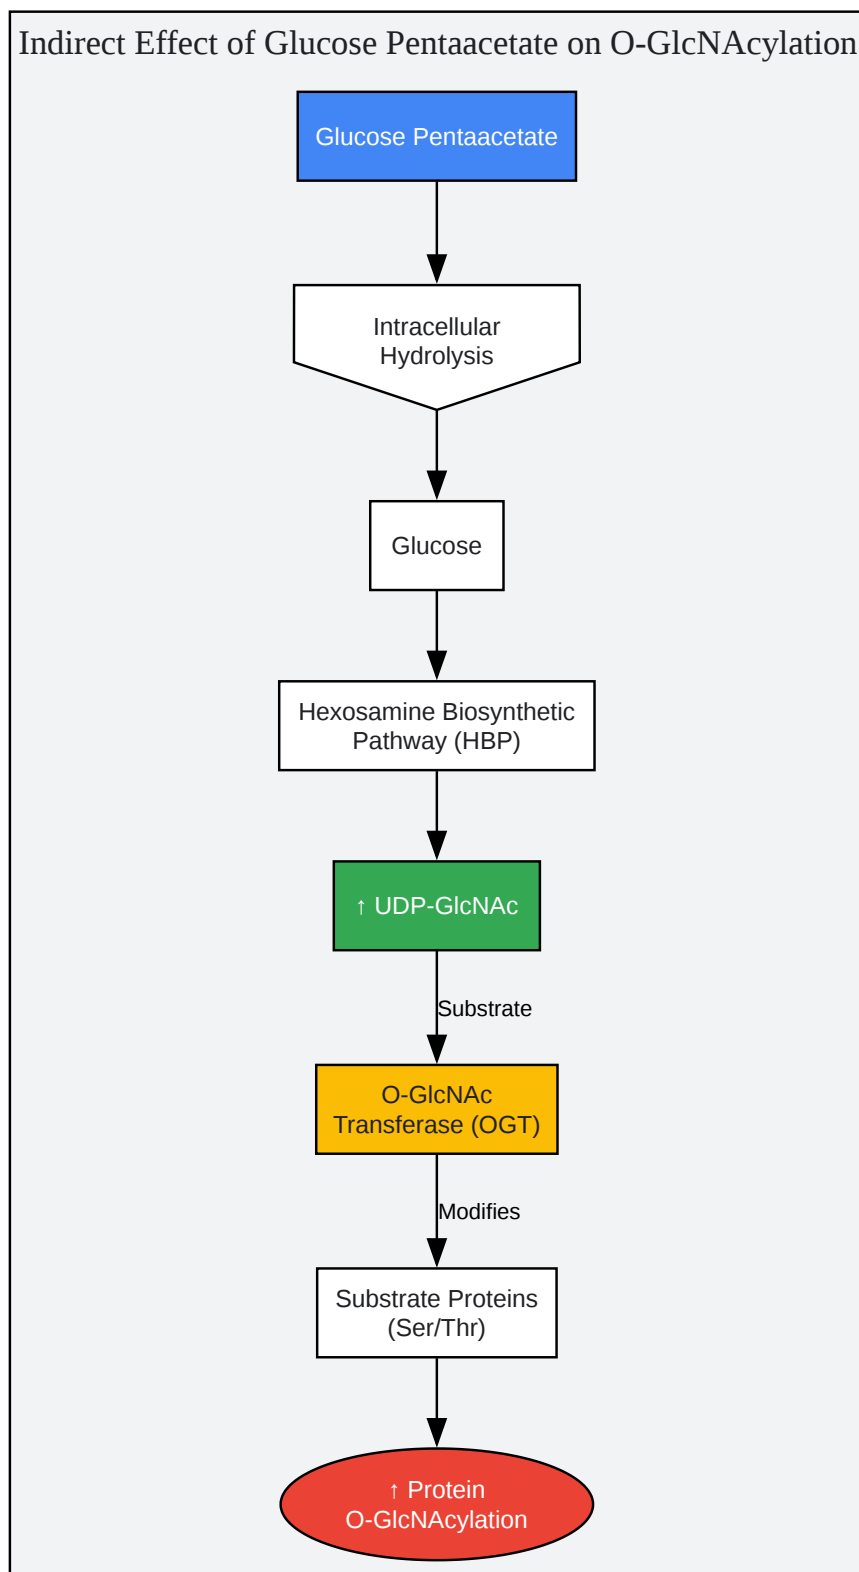 Indirect Effect of Glucose Pentaacetate on O-GlcNAcylation
Glucose Pentaacetate
Intracellular
Hydrolysis
Glucose
Hexosamine Biosynthetic
Pathway (HBP)
↑ UDP-GlcNAc
Substrate
O-GlcNAc
Transferase (OGT)
Modifies
Substrate Proteins
(Ser/Thr)
↑ Protein
O-GlcNAcylation